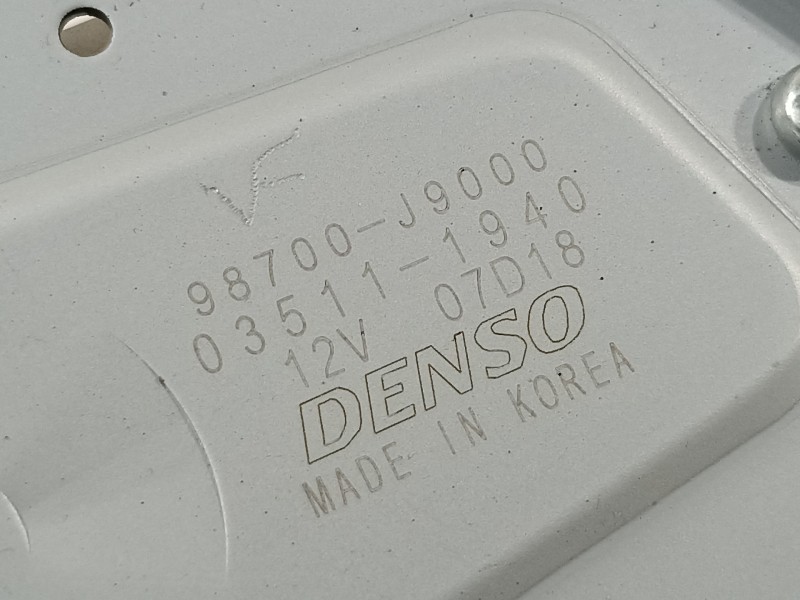 98700-J9000
03511-1940
12V 07D18
DENSO
MADE IN KOREA